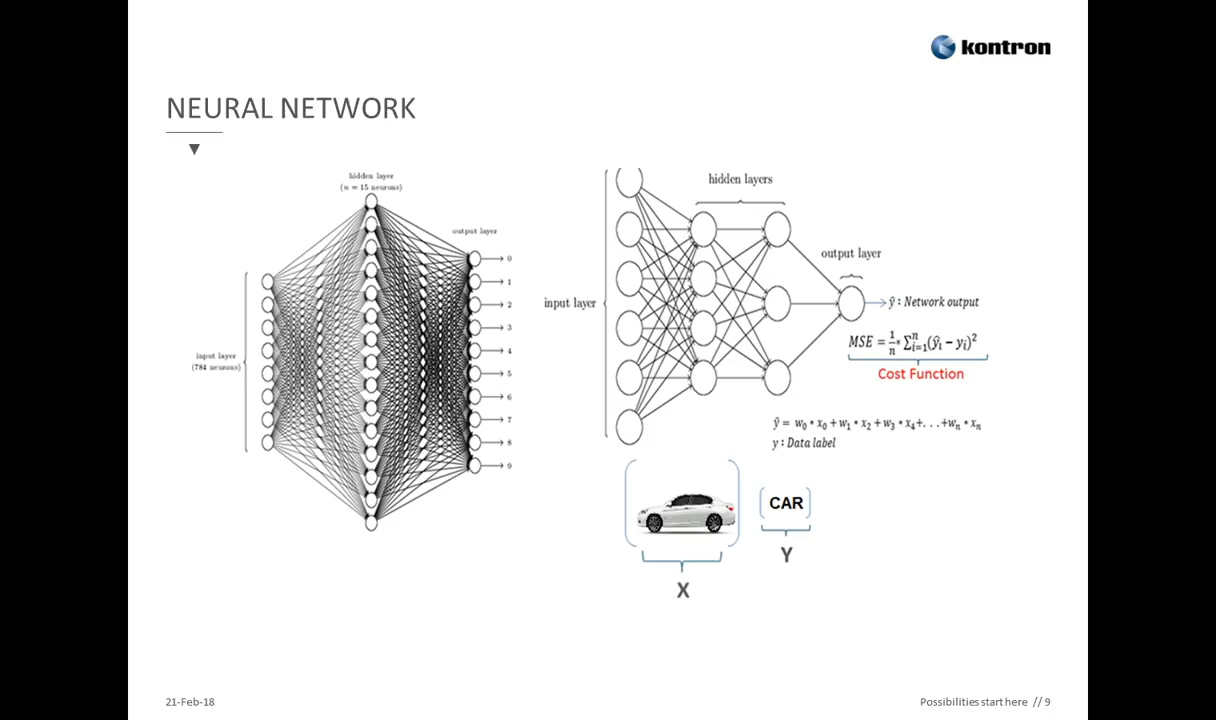 kontron
NEURAL NETWORK
hidden layer
(n = 15 neurons)
output layer
0
1
2
3
4
5
6
7
8
9
input layer
(784 neurons)
hidden layers
output layer
input layer
ŷ : Network output
MSE = 1/n * ∑ⁿᵢ₌₁(ŷᵢ − yᵢ)²
Cost Function
ŷ = w₀ * x₀ + w₁ * x₂ + w₃ * x₄+. . .+wₙ * xₙ
y : Data label
CAR
X
Y
21-Feb-18
Possibilities start here // 9